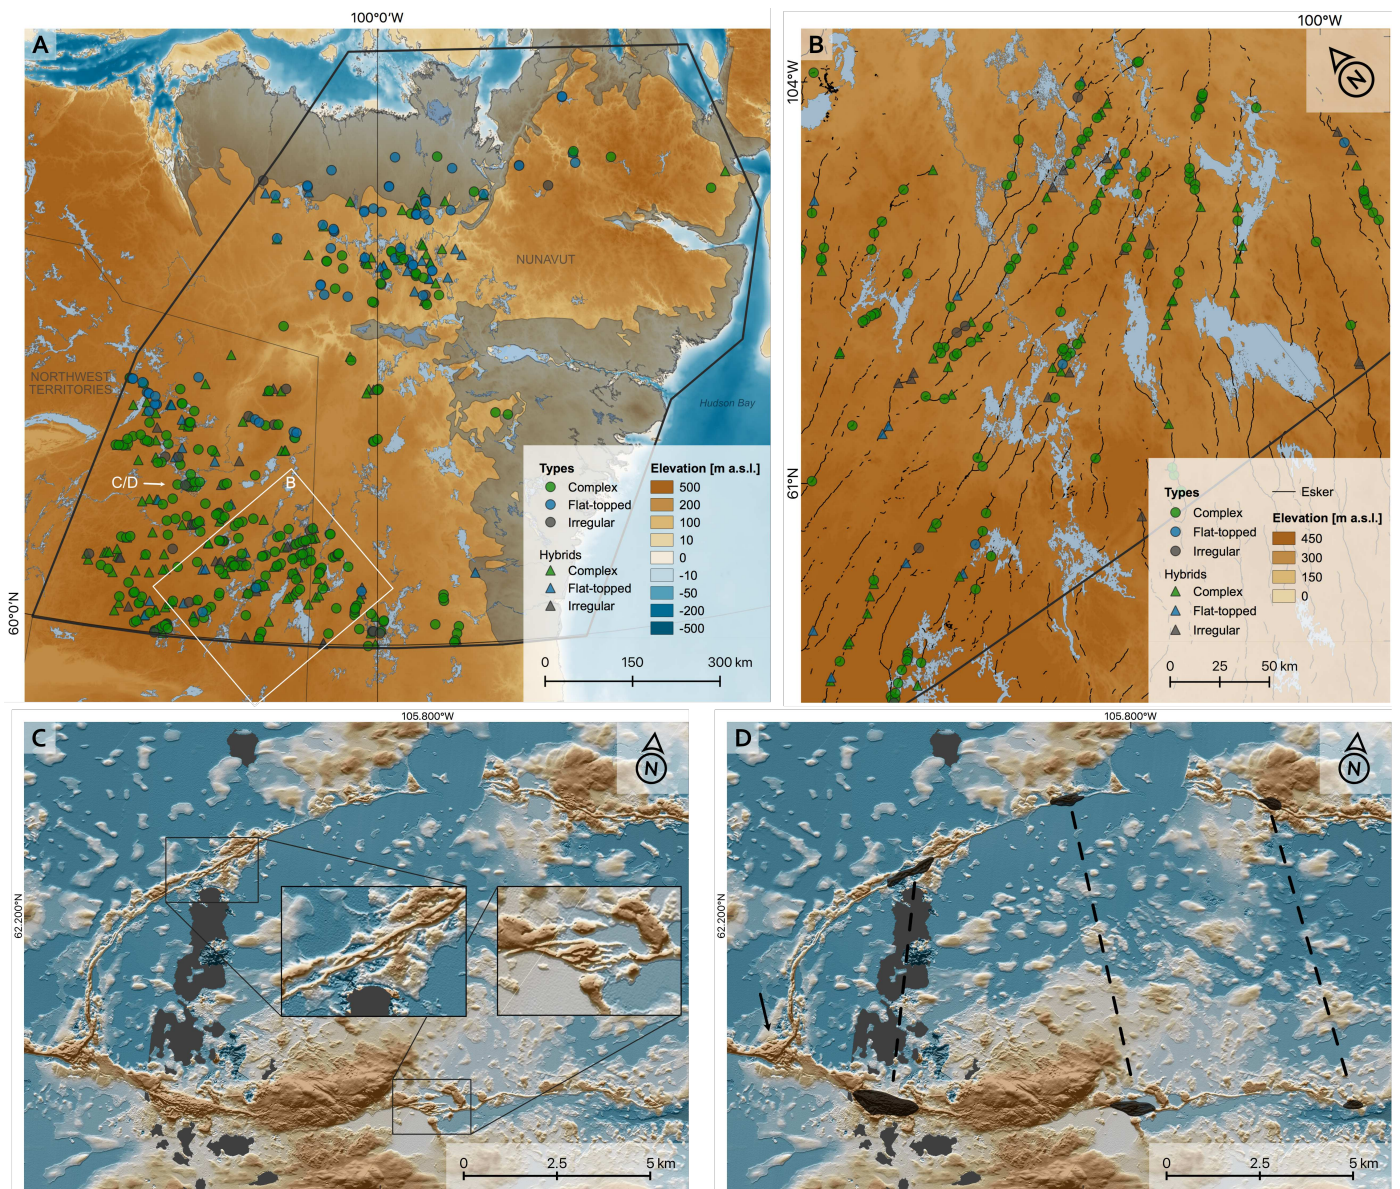 100°0'W
A
NUNAVUT
NORTHWEST
TERRITORIES
Hudson Bay
C/D
B
60°0'N
Types
Complex
Flat-topped
Irregular
Hybrids
Complex
Flat-topped
Irregular
Elevation [m a.s.l.]
500
200
100
10
0
-10
-50
-200
-500
0 150 300 km
100°W
B
N
104°W
61°N
Types
Complex
Flat-topped
Irregular
Hybrids
Complex
Flat-topped
Irregular
Esker
Elevation [m a.s.l.]
450
300
150
0
0 25 50 km
105.800°W
C
N
62.200°N
0 2.5 5 km
105.800°W
D
N
62.200°N
0 2.5 5 km